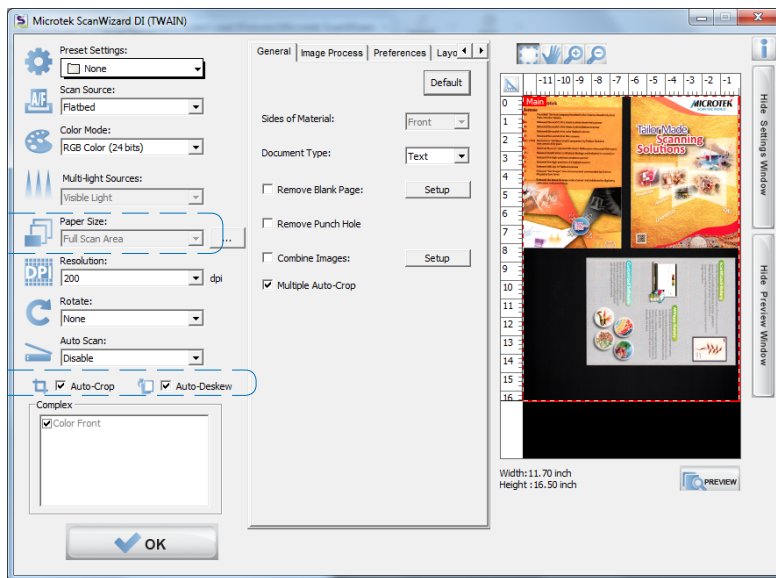 Microtek ScanWizard DI (TWAIN)
Preset Settings:
None
Scan Source:
Flatbed
Color Mode:
RGB Color (24 bits)
Multi-light Sources:
Visible Light
Paper Size:
Full Scan Area
...
Resolution:
200 dpi
Rotate:
None
Auto Scan:
Disable
Auto-Crop Auto-Deskew
Complex
Color Front
OK
General Image Process Preferences Layo
Default
Sides of Material: Front
Document Type: Text
Remove Blank Page: Setup
Remove Punch Hole
Combine Images: Setup
Multiple Auto-Crop
-11 -10 -9 -8 -7 -6 -5 -4 -3 -2 -1
0
1
2
3
4
5
6
7
8
9
10
11
12
13
14
15
16
Main
MICROTEK
Tailor Made
Scanning
Solutions
Width:11.70 inch
Height :16.50 inch
PREVIEW
Hide Settings Window
Hide Preview Window